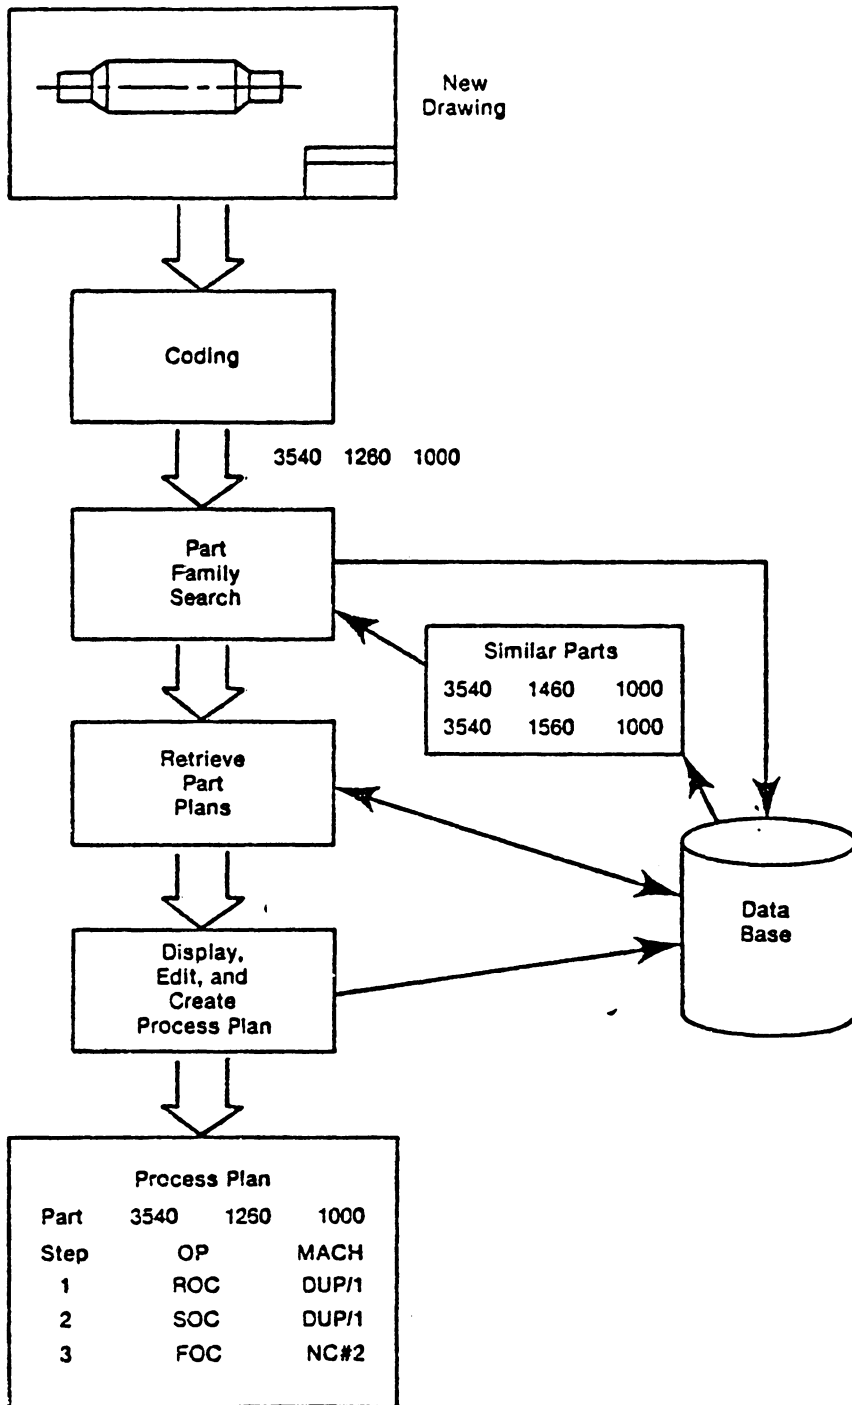 New
Drawing
Coding
3540 1260 1000
Part
Family
Search
Similar Parts
3540 1460 1000
3540 1560 1000
Retrieve
Part
Plans
Data
Base
Display,
Edit, and
Create
Process Plan
Process Plan
Part 3540 1260 1000
Step OP MACH
1 ROC DUP/1
2 SOC DUP/1
3 FOC NC#2